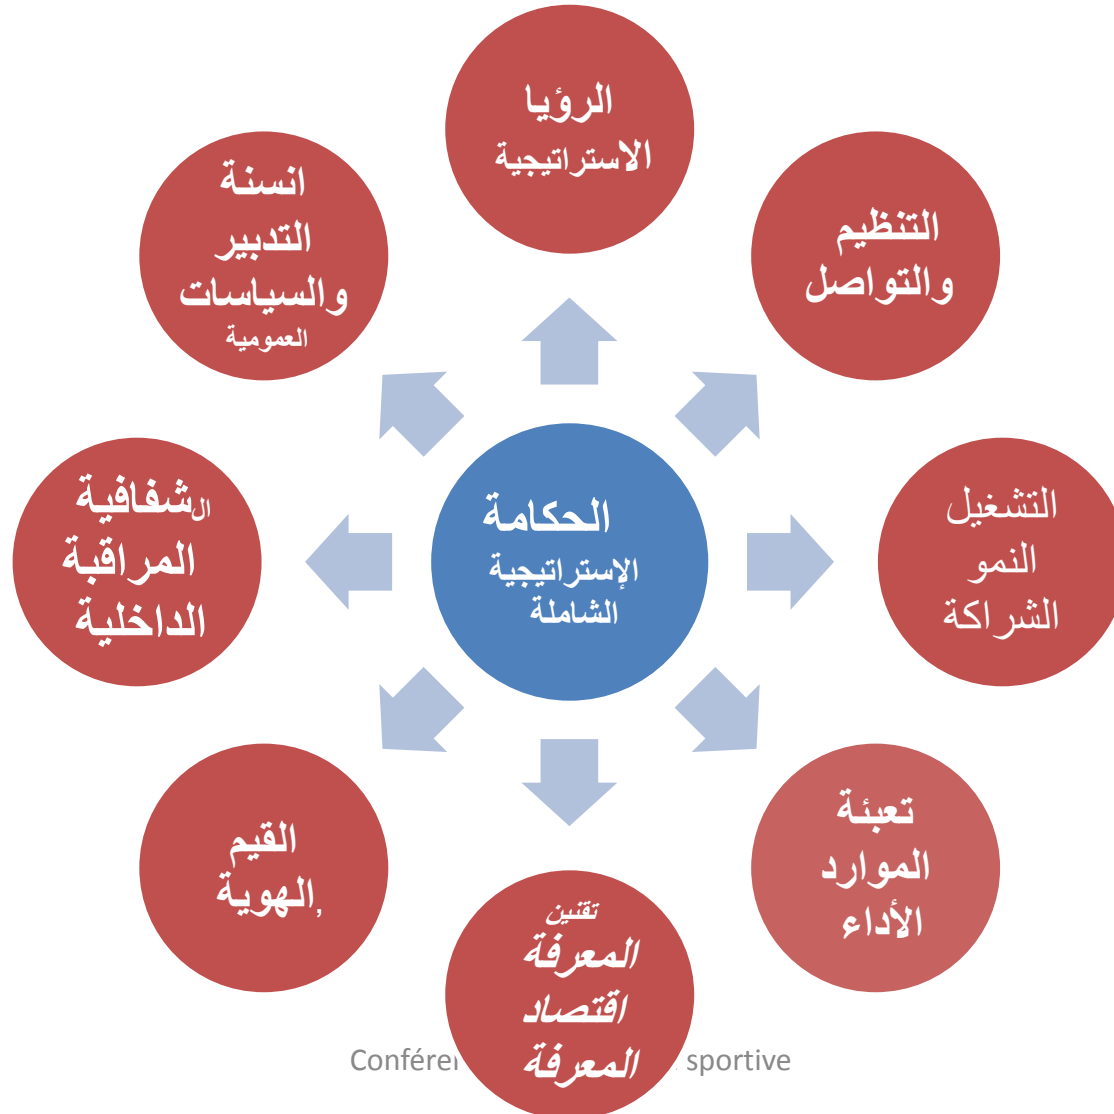 الرؤيا
الاستراتيجية
التنظيم
والتواصل
التشغيل
النمو
الشراكة
تعبئة
الموارد
الأداء
تقنين
المعرفة
اقتصاد
المعرفة
القيم
الهوية,
الشفافية
المراقبة
الداخلية
انسنة
التدبير
والسياسات
العمومية
الحكامة
الإستراتيجية
الشاملة
sportive